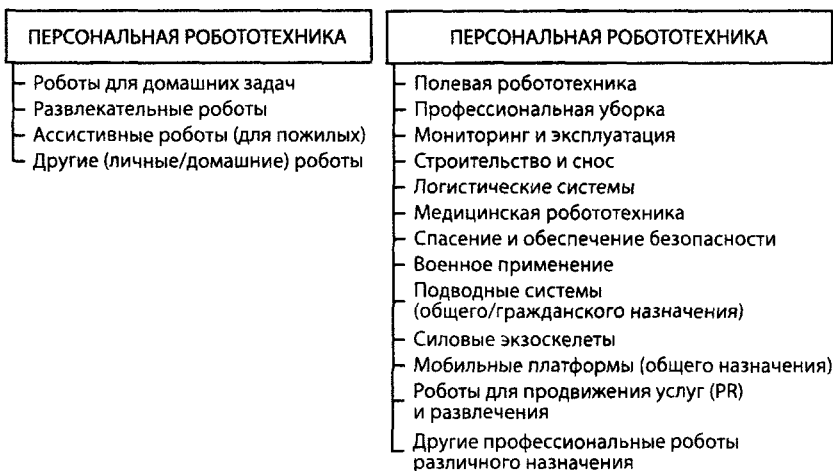 ПЕРСОНАЛЬНАЯ РОБОТОТЕХНИКА
Роботы для домашних задач
Развлекательные роботы
Ассистивные роботы (для пожилых)
Другие (личные/домашние) роботы
ПЕРСОНАЛЬНАЯ РОБОТОТЕХНИКА
Полевая робототехника
Профессиональная уборка
Мониторинг и эксплуатация
Строительство и снос
Логистические системы
Медицинская робототехника
Спасение и обеспечение безопасности
Военное применение
Подводные системы
(общего/гражданского назначения)
Силовые экзоскелеты
Мобильные платформы (общего назначения)
Роботы для продвижения услуг (PR)
и развлечения
Другие профессиональные роботы
различного назначения